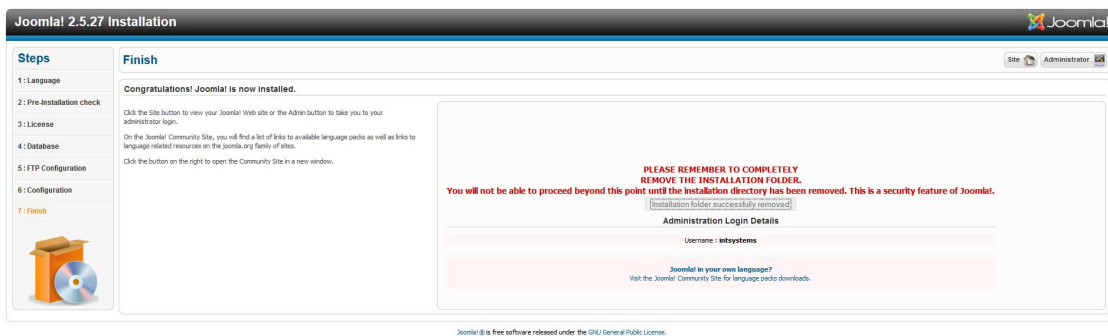 Joomla! 2.5.27 Installation
Joomla!
Steps
1 : Language
2 : Pre-Installation check
3 : License
4 : Database
5 : FTP Configuration
6 : Configuration
7 : Finish
Finish
Site
Administrator
Congratulations! Joomla! is now installed.
Click the Site button to view your Joomla! Web site or the Admin button to take you to your
administrator login.
On the Joomla! Community Site, you will find a list of links to available language packs as well as links to
language related resources on the joomla.org family of sites.
Click the button on the right to open the Community Site in a new window.
PLEASE REMEMBER TO COMPLETELY
REMOVE THE INSTALLATION FOLDER.
You will not be able to proceed beyond this point until the installation directory has been removed. This is a security feature of Joomla!.
Installation folder successfully removed
Administration Login Details
Username : intsystems
Joomla! in your own language?
Visit the Joomla! Community Site for language packs downloads.
Joomla!® is free software released under the GNU General Public License.